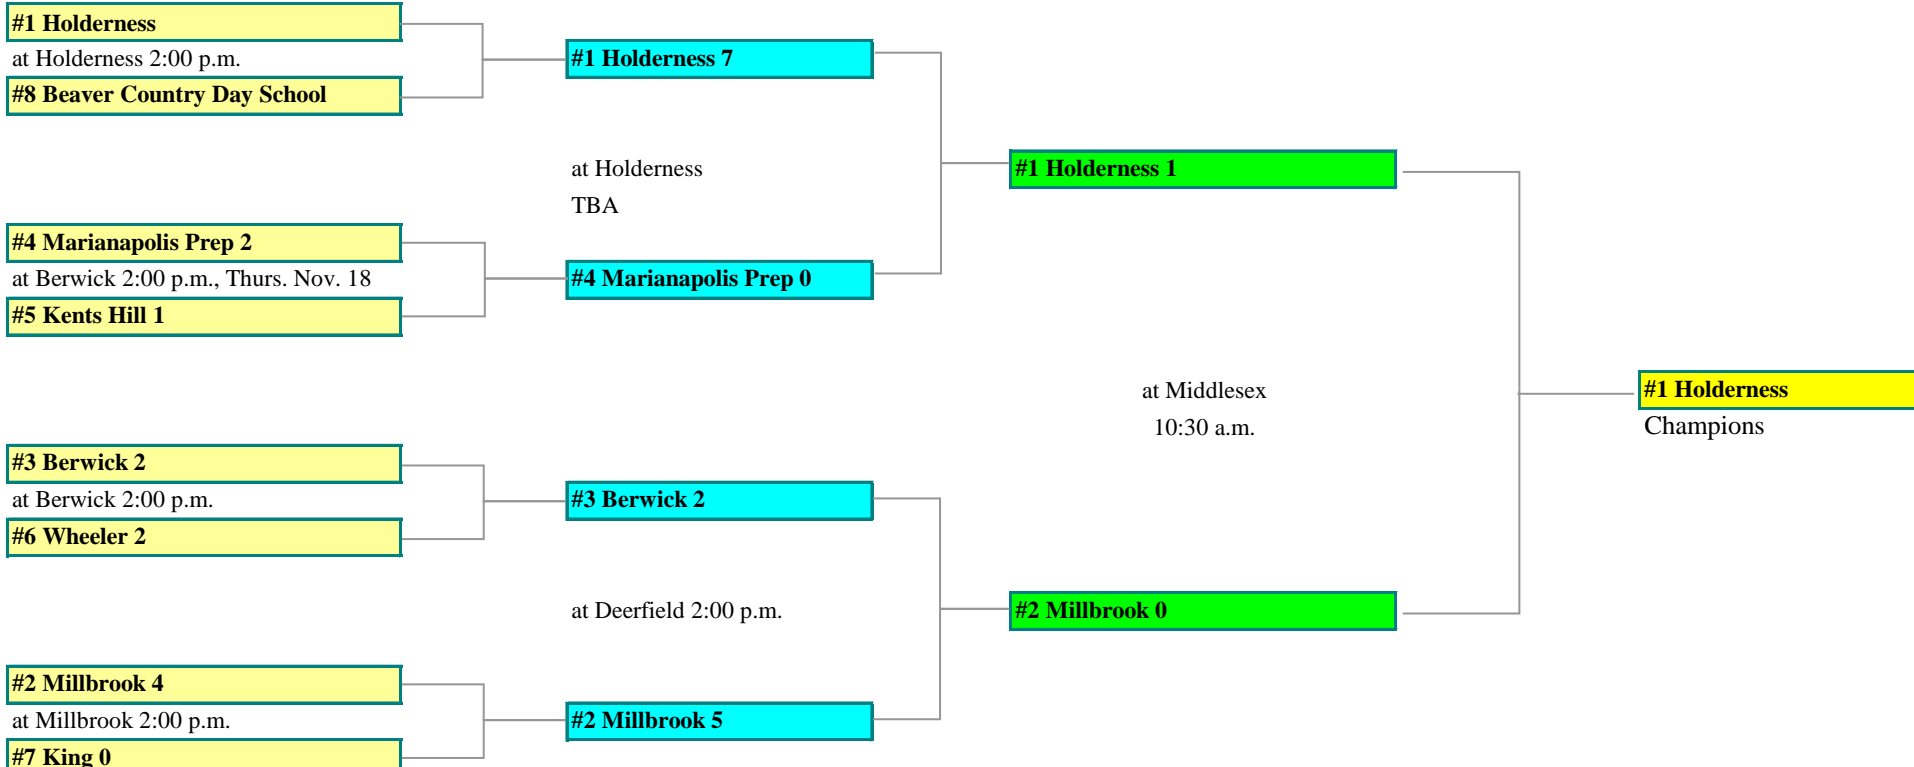 #1 Holderness
at Holderness 2:00 p.m.
#8 Beaver Country Day School
#4 Marianapolis Prep 2
at Berwick 2:00 p.m., Thurs. Nov. 18
#5 Kents Hill 1
#3 Berwick 2
at Berwick 2:00 p.m.
#6 Wheeler 2
#2 Millbrook 4
at Millbrook 2:00 p.m.
#7 King 0
#1 Holderness 7
at Holderness
TBA
#4 Marianapolis Prep 0
#3 Berwick 2
at Deerfield 2:00 p.m.
#2 Millbrook 5
#1 Holderness 1
at Middlesex
10:30 a.m.
#2 Millbrook 0
#1 Holderness
Champions